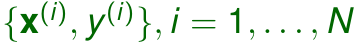 {𝐱⁽ⁱ⁾, y⁽ⁱ⁾}, i = 1, . . . , N